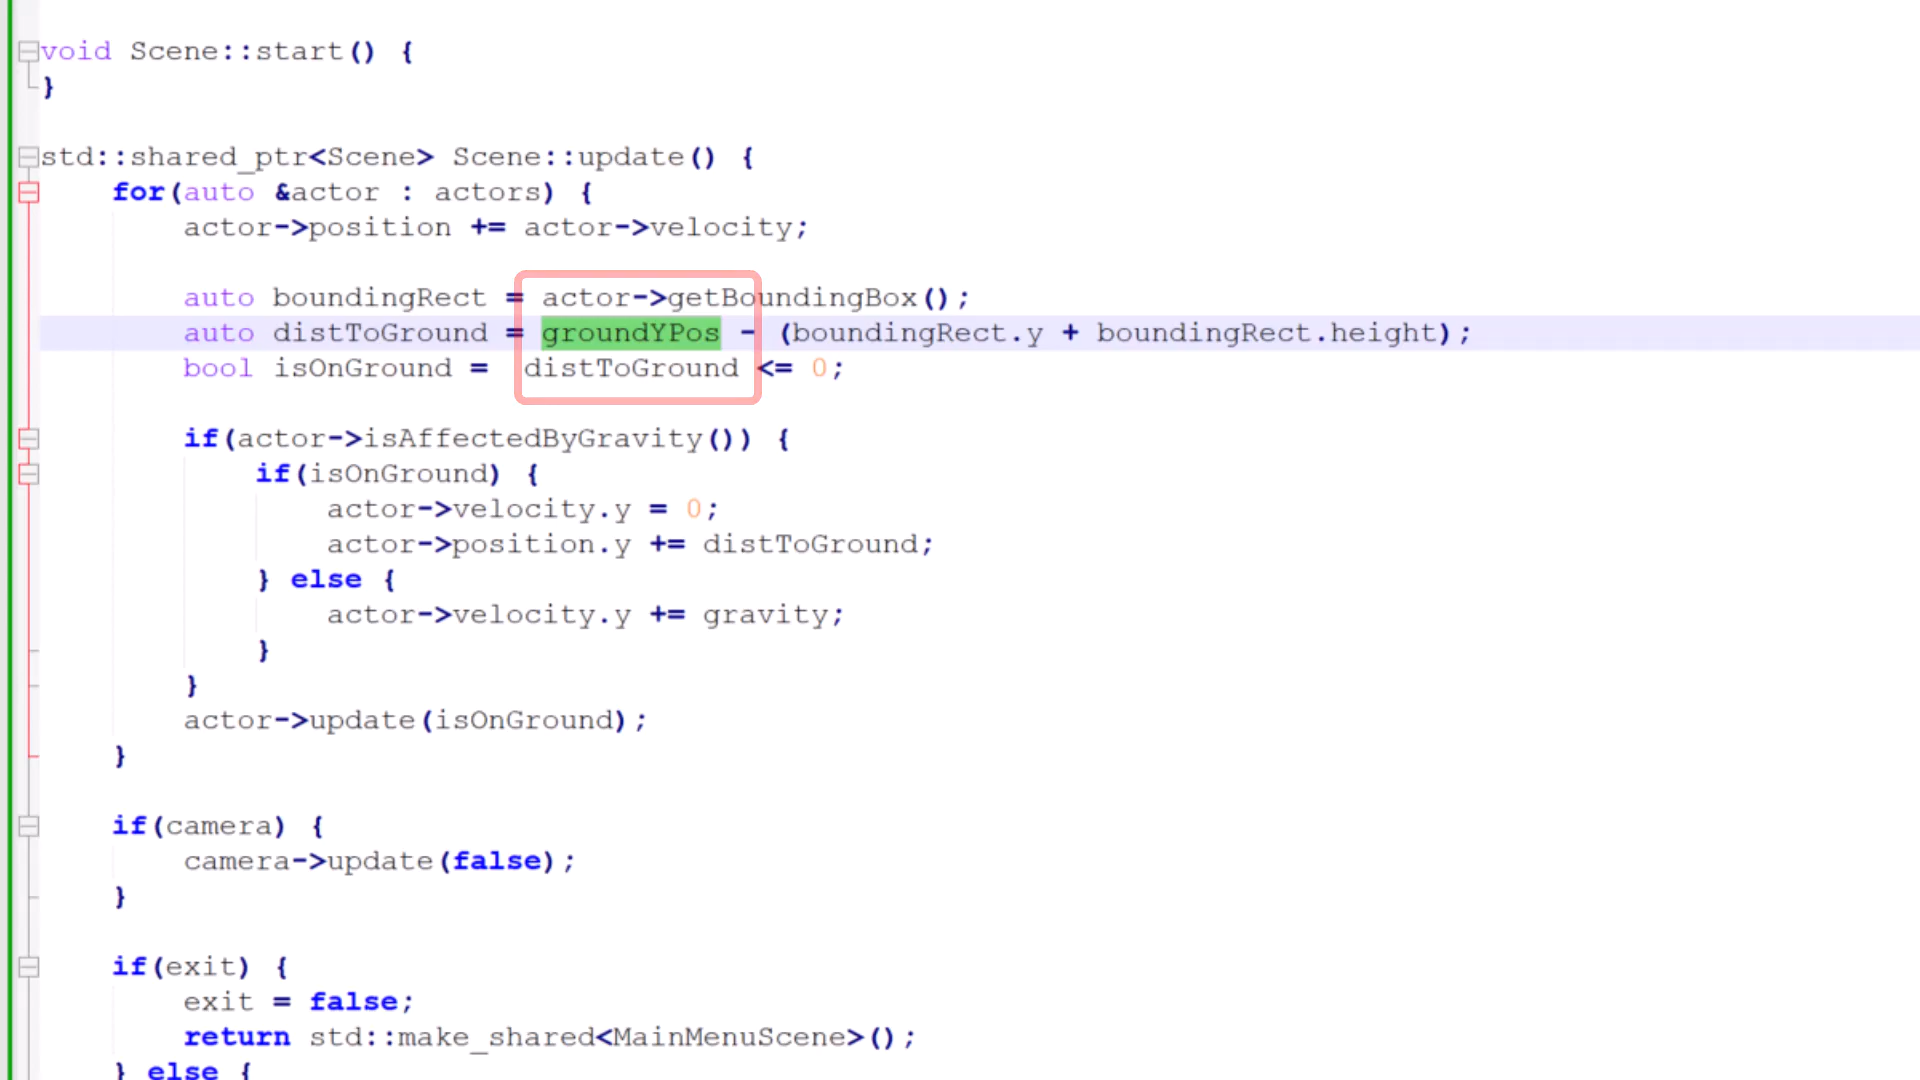 void Scene::start() {
}
std::shared_ptr<Scene> Scene::update() {
    for(auto &actor : actors) {
        actor->position += actor->velocity;
        auto boundingRect = actor->getBoundingBox();
        auto distToGround = groundYPos - (boundingRect.y + boundingRect.height);
        bool isOnGround =  distToGround <= 0;
        if(actor->isAffectedByGravity()) {
            if(isOnGround) {
                actor->velocity.y = 0;
                actor->position.y += distToGround;
            } else {
                actor->velocity.y += gravity;
            }
        }
        actor->update(isOnGround);
    }
    if(camera) {
        camera->update(false);
    }
    if(exit) {
        exit = false;
        return std::make_shared<MainMenuScene>();
    } else {